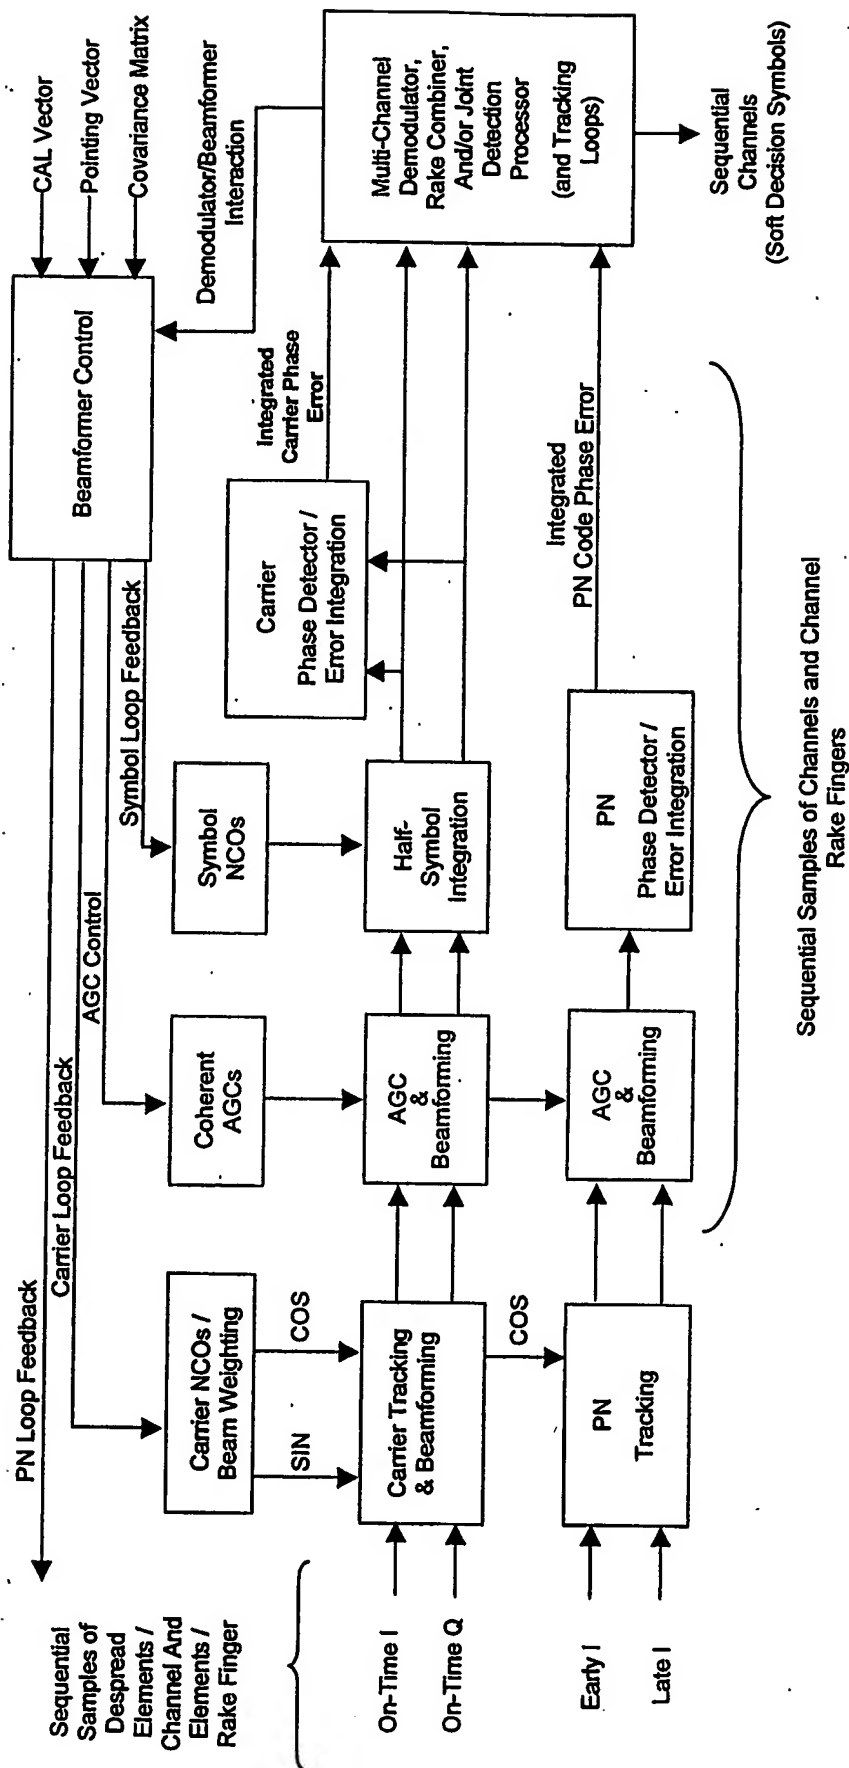 CAL Vector
Pointing Vector
Covariance Matrix
Beamformer Control
Demodulator/Beamformer
Interaction
PN Loop Feedback
Carrier Loop Feedback
AGC Control
Symbol Loop Feedback
Sequential
Samples of
Despread
Elements /
Channel And
Elements /
Rake Finger
Carrier NCOs /
Beam Weighting
Coherent
AGCs
Symbol
NCOs
Carrier
Phase Detector /
Error Integration
Integrated
Carrier Phase
Error
Multi-Channel
Demodulator,
Rake Combiner,
And/or Joint
Detection
Processor
(and Tracking
Loops)
SIN
COS
On-Time I
On-Time Q
Carrier Tracking
& Beamforming
AGC
&
Beamforming
Half-
Symbol
Integration
COS
Early I
Late I
PN
Tracking
AGC
&
Beamforming
PN
Phase Detector /
Error Integration
Integrated
PN Code Phase Error
Sequential
Channels
(Soft Decision Symbols)
Sequential Samples of Channels and Channel
Rake Fingers